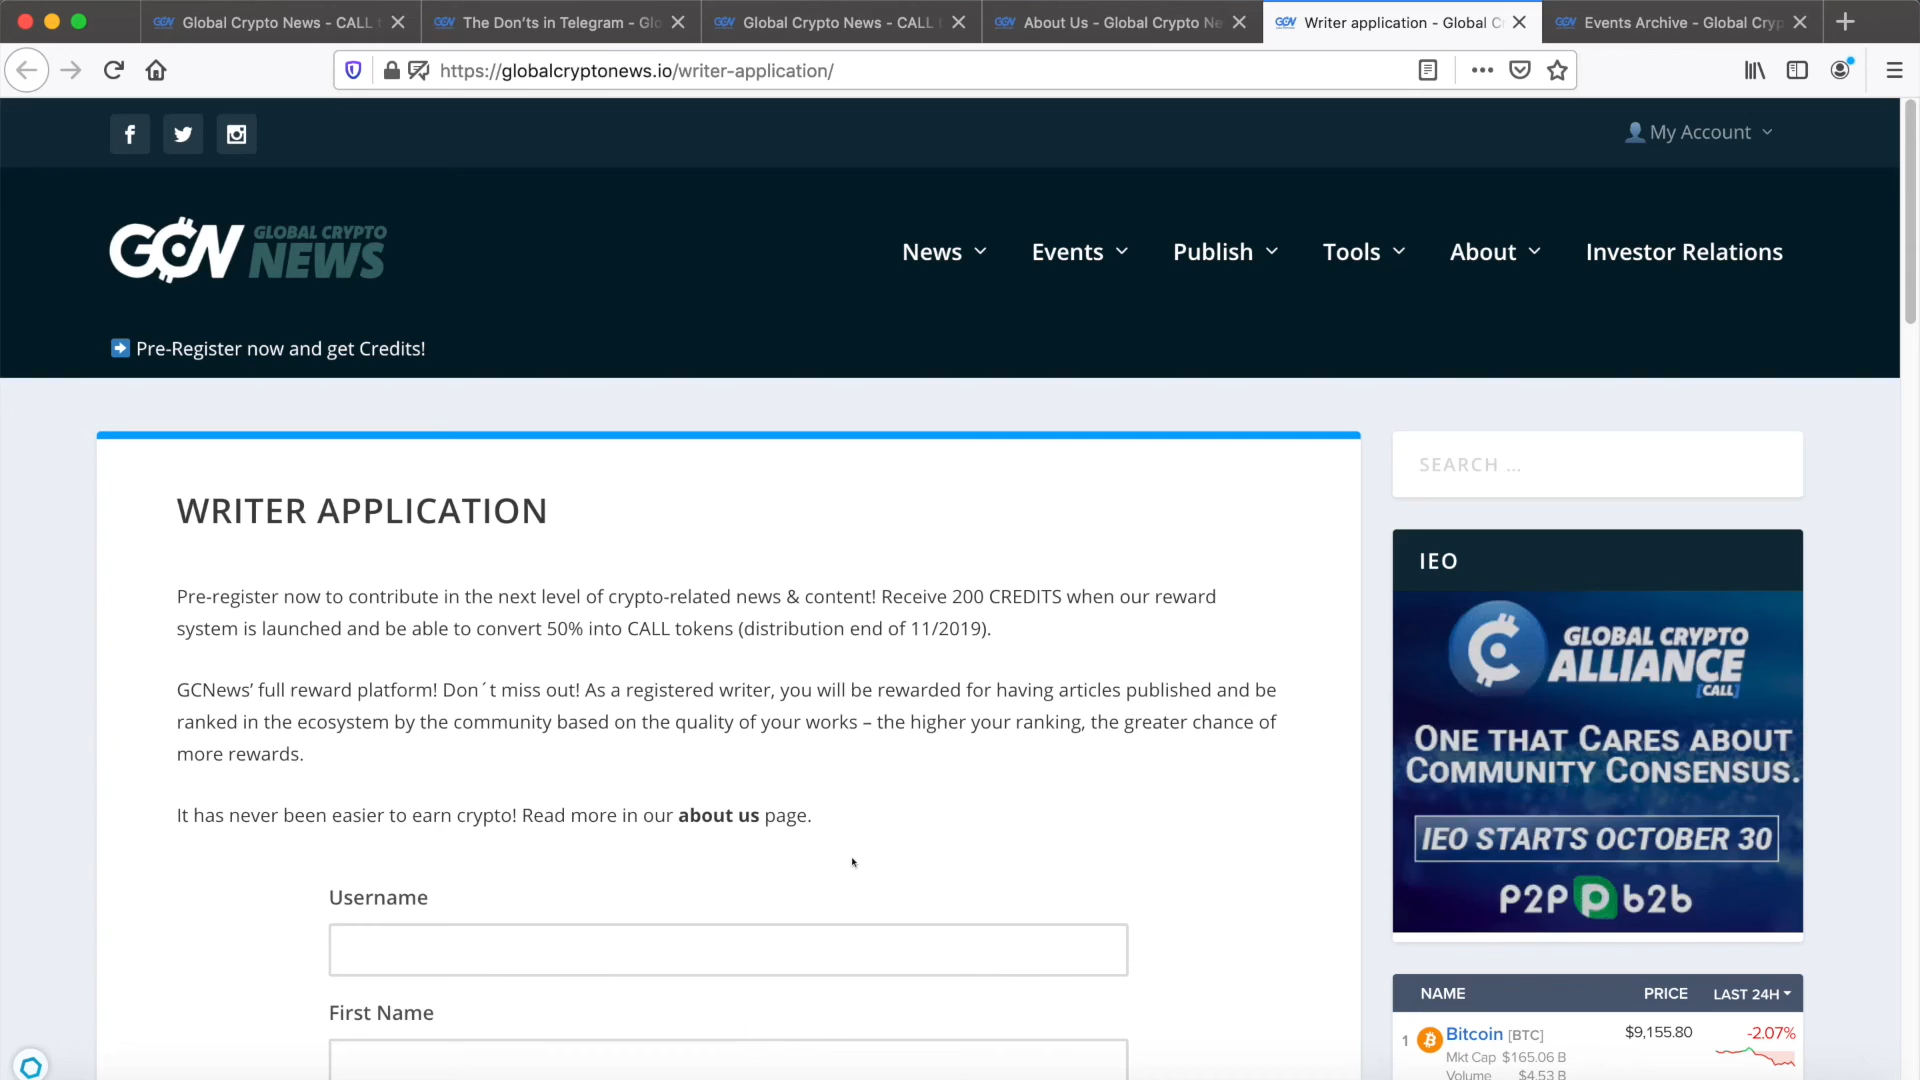 Global Crypto News - CALL
The Don'ts in Telegram - Glo
Global Crypto News - CALL
About Us - Global Crypto Ne
Writer application - Global C
Events Archive - Global Cryp
https://globalcryptonews.io/writer-application/
My Account
GCN GLOBAL CRYPTO
NEWS
News
Events
Publish
Tools
About
Investor Relations
Pre-Register now and get Credits!
WRITER APPLICATION
Pre-register now to contribute in the next level of crypto-related news & content! Receive 200 CREDITS when our reward
system is launched and be able to convert 50% into CALL tokens (distribution end of 11/2019).
GCNews’ full reward platform! Don´t miss out! As a registered writer, you will be rewarded for having articles published and be
ranked in the ecosystem by the community based on the quality of your works – the higher your ranking, the greater chance of
more rewards.
It has never been easier to earn crypto! Read more in our about us page.
Username
First Name
SEARCH …
IEO
GLOBAL CRYPTO
ALLIANCE
[CALL]
ONE THAT CARES ABOUT
COMMUNITY CONSENSUS.
IEO STARTS OCTOBER 30
P2P b2b
NAME PRICE LAST 24H
1 Bitcoin [BTC] $9,155.80 -2.07%
Mkt Cap $165.06 B
Volume $4.53 B